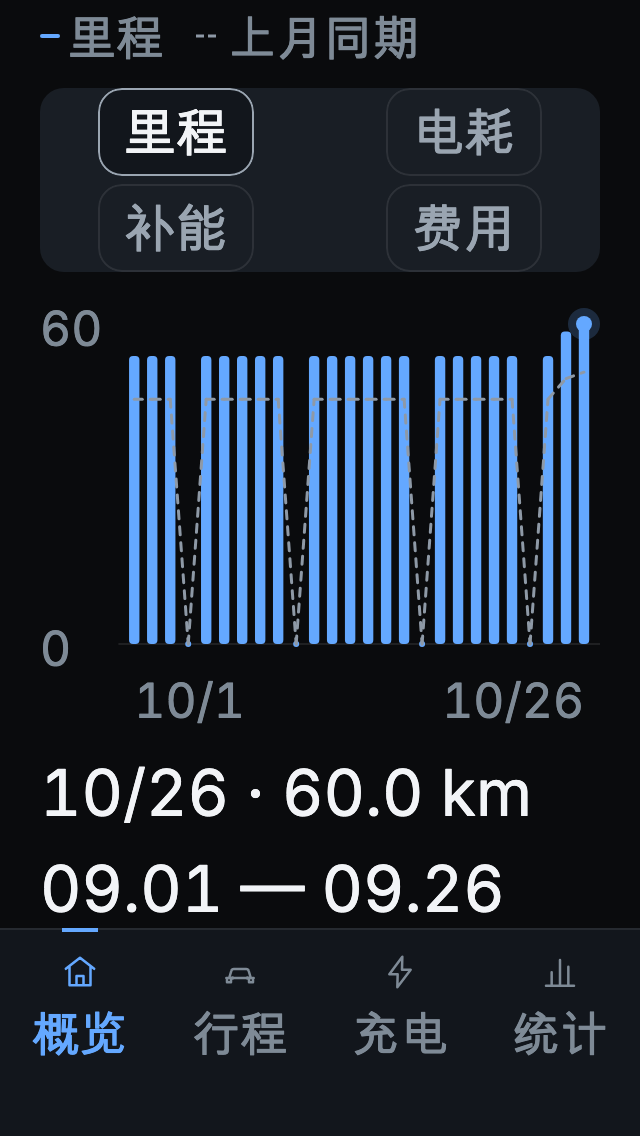 里程 上月同期
里程 电耗
补能 费用
60
0
10/1 10/26
10/26 · 60.0 km
09.01 — 09.26
概览 行程 充电 统计